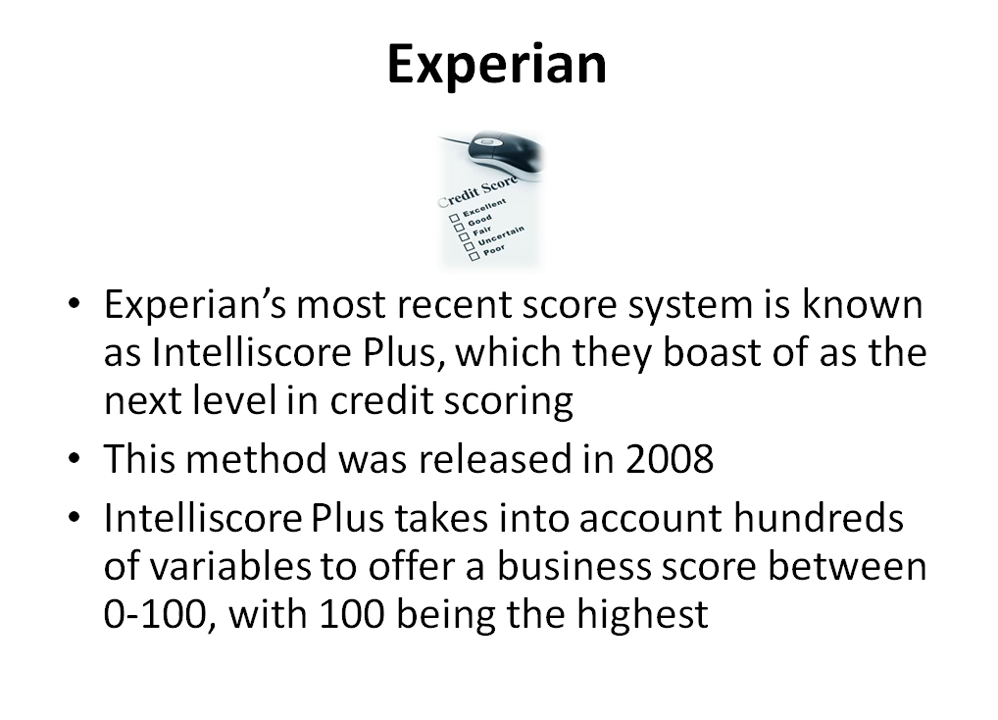 Experian
Credit Score
Excellent
Good
Fair
Uncertain
Poor
• Experian’s most recent score system is known
as Intelliscore Plus, which they boast of as the
next level in credit scoring
• This method was released in 2008
• Intelliscore Plus takes into account hundreds
of variables to offer a business score between
0-100, with 100 being the highest